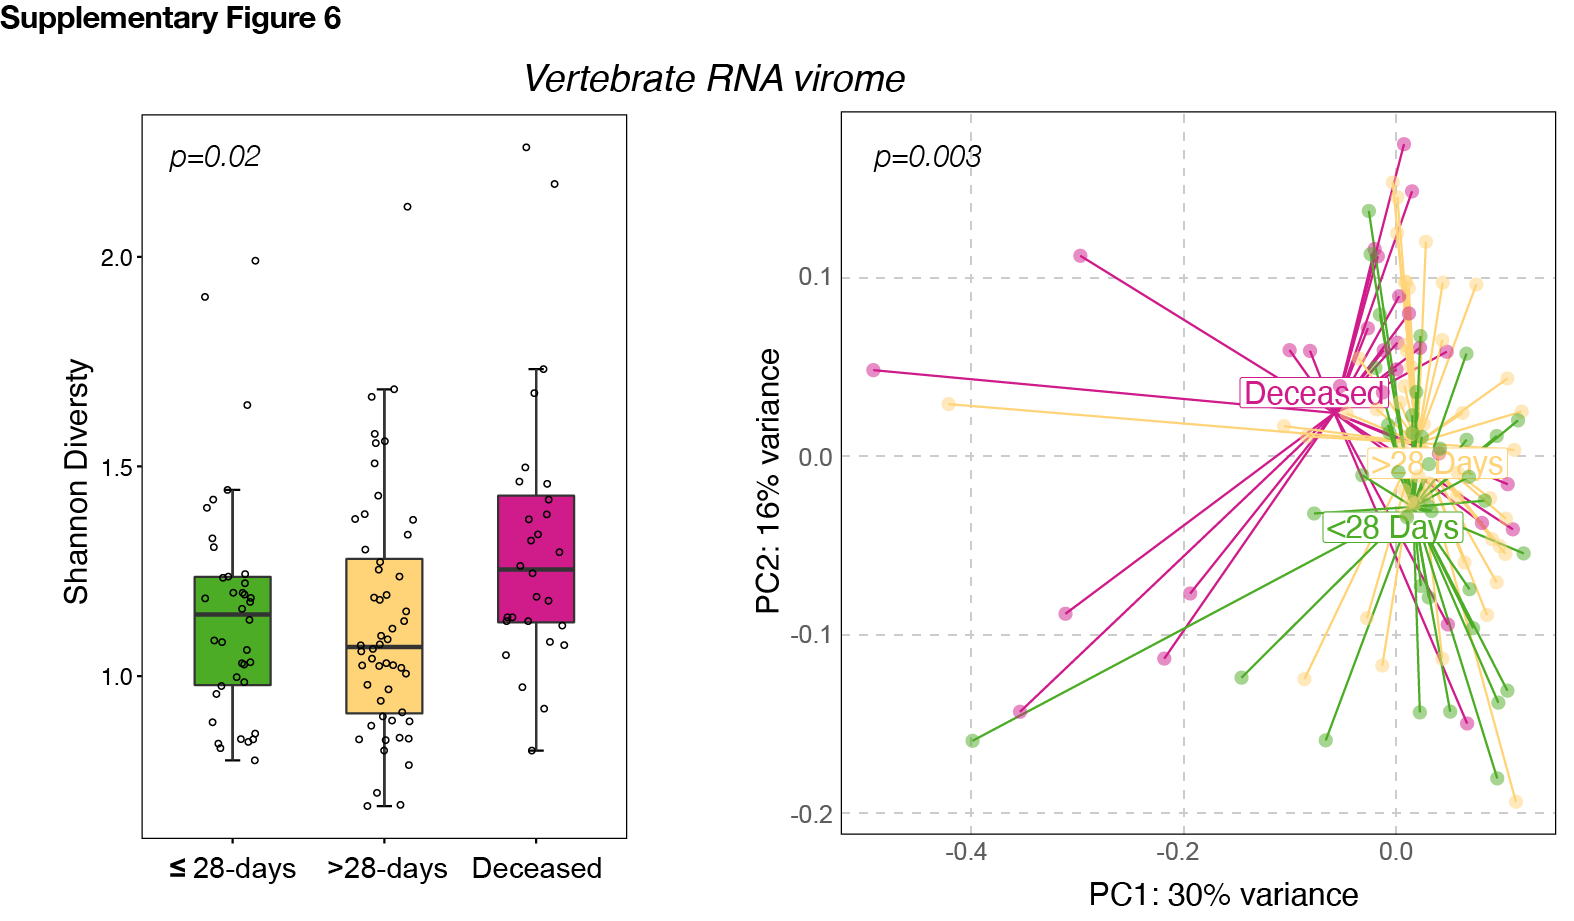 Supplementary Figure 6
Vertebrate RNA virome
p=0.02
Shannon Diversty
2.0
1.5
1.0
≤ 28-days
>28-days
Deceased
p=0.003
PC2: 16% variance
0.1
0.0
-0.1
-0.2
Deceased
>28 Days
<28 Days
-0.4
-0.2
0.0
PC1: 30% variance